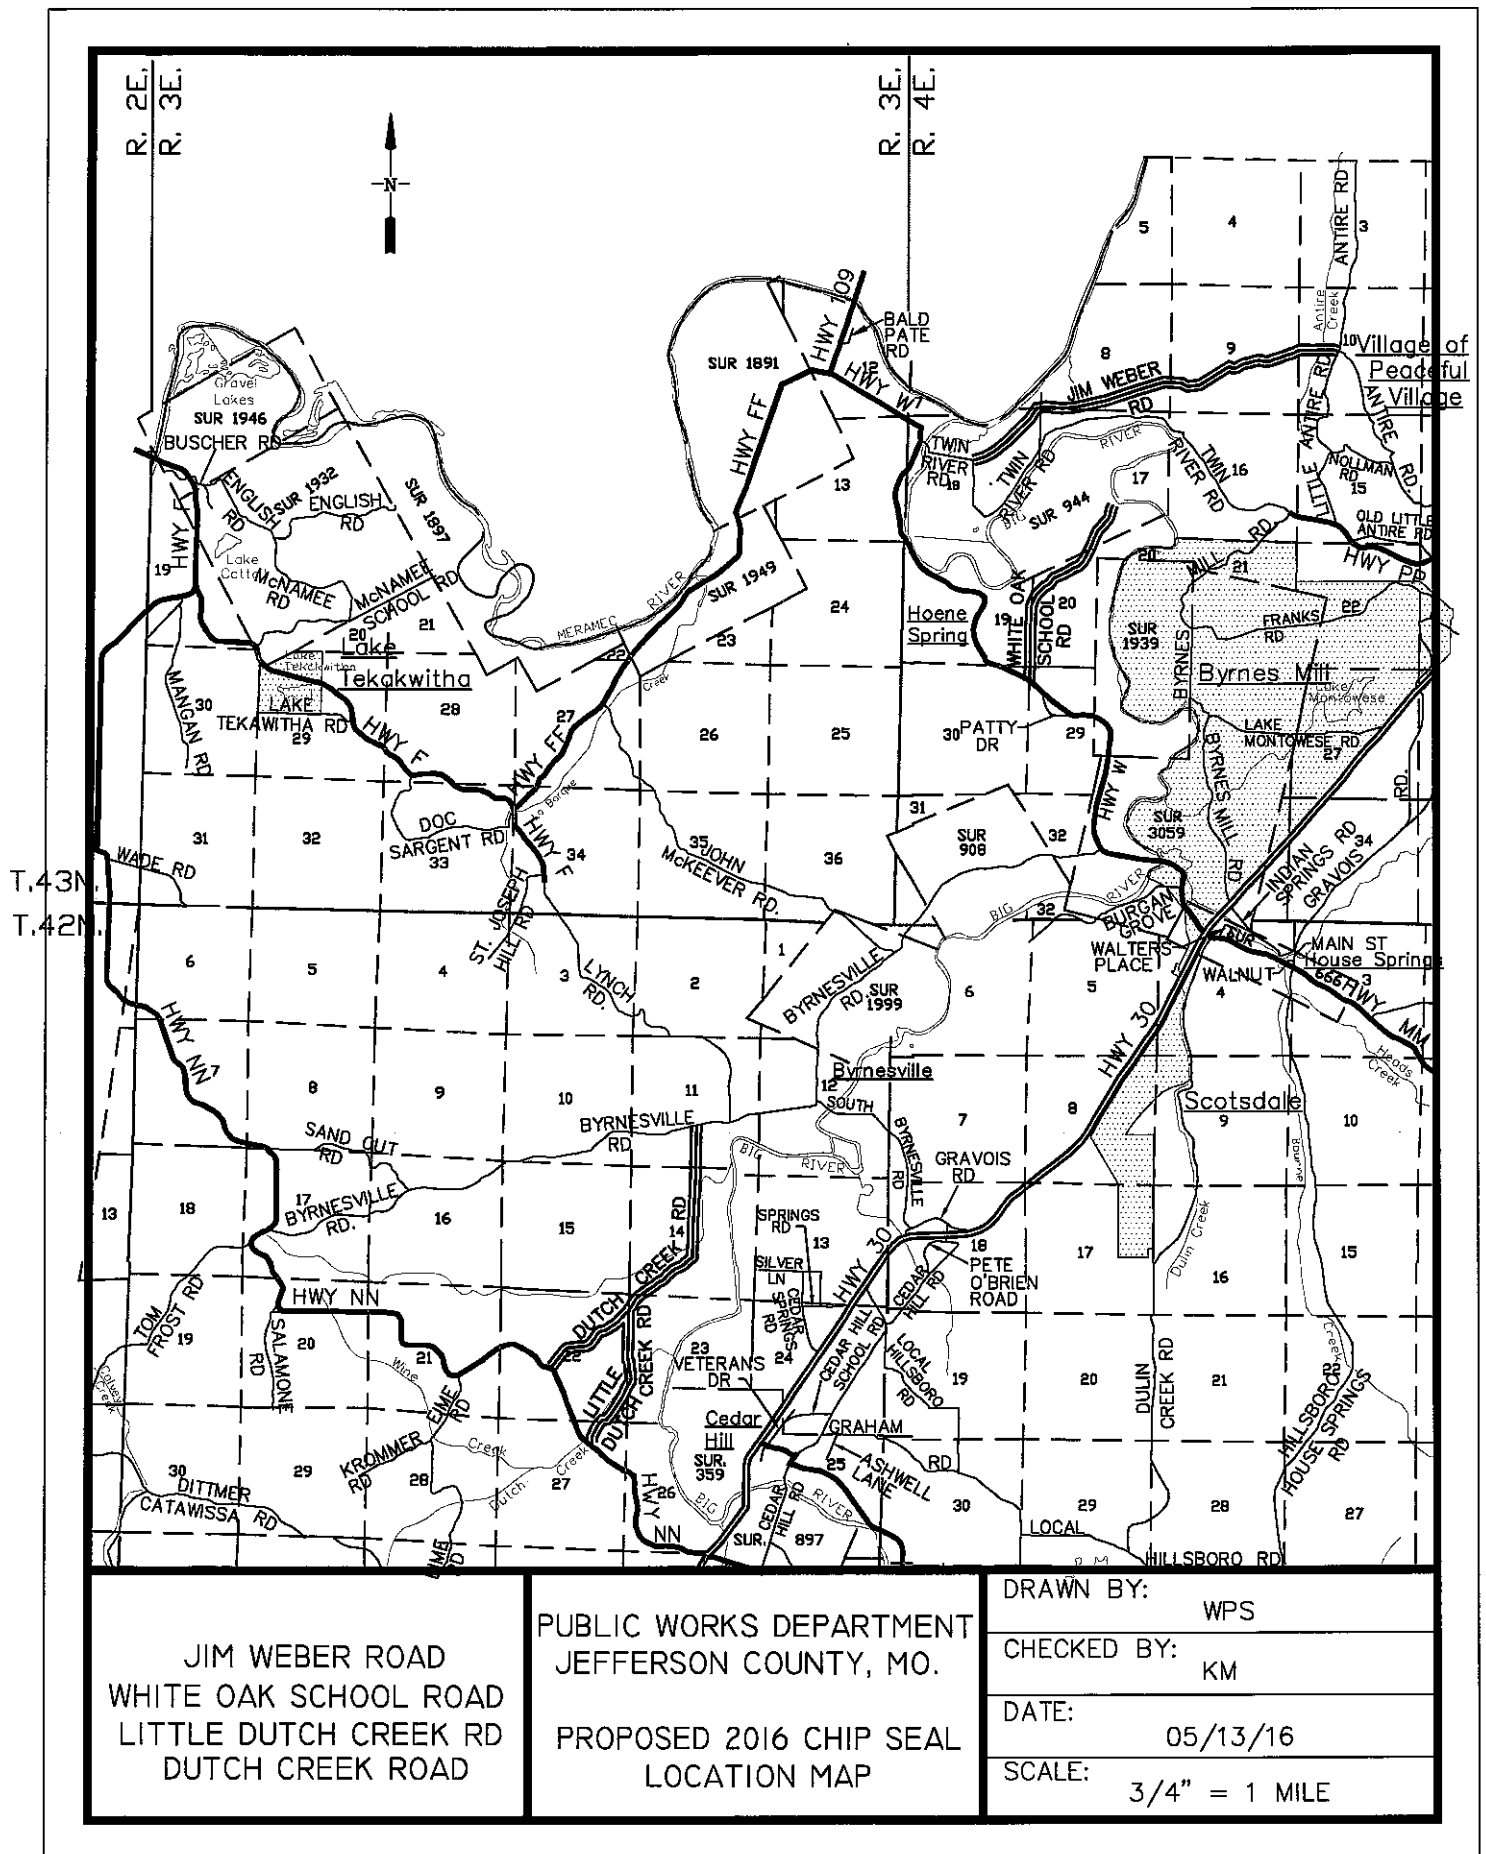 R. 2E.
R. 3E.
R. 3E.
R. 4E.
N
5
4
3
ANTIRE RD
Antire
Creek
HWY 109
BALD
PATE
RD
SUR 1891
12
HWY W
8
9
10
Village of
Peaceful
Village
JIM WEBER
RD
Gravel
Lakes
SUR 1946
BUSCHER RD
HWY FF
LITTLE ANTIRE RD
ANTIRE RD.
TWIN
RIVER
RD
18
TWIN
RIVER RD
RIVER
TWIN
RIVER RD
16
17
NOLLMAN
RD
15
ENGLISH
RD
SUR 1932
ENGLISH
RD
SUR 1897
13
BIG
SUR 944
OLD LITTLE
ANTIRE RD
HWY F
19
Lake
McNAMEE
RD
McNAMEE
SCHOOL RD
20
21
MERAMEC
RIVER
SUR 1949
24
23
22
Hoene
Spring
19
WHITE OAK
SCHOOL
RD
20
20
MILL RD.
21
HWY PP
22
FRANKS
RD
SUR
1939
BYRNES
Byrnes Mill
Lake
Tekakwitha
Lake
Tekakwitha
LAKE
TEKAWITHA RD
30
29
28
27
MANGAN RD
HWY F
HWY FF
Creek
26
25
30
PATTY
DR
29
Lake
Montowese
LAKE
MONTOWESE RD
27
HWY W
BYRNES MILL
RD
31
32
DOC
SARGENT RD
33
HWY F
34
35
JOHN
McKEEVER RD.
36
31
SUR
908
32
SUR
3059
INDIAN
SPRINGS RD
GRAVOIS
RD.
34
WADE RD
T.43N.
T.42N.
ST. JOSEPH
HILL RD
BIG
RIVER
32
BURGAN
GROVE
WALTERS
PLACE
SUR
MAIN ST
House Springs
WALNUT
666
HWY
MM
3
6
5
4
3
LYNCH
RD.
2
1
BYRNESVILLE
RD.
SUR
1999
6
5
4
HWY 30
Heads
Creek
HWY NN
7
8
9
10
11
12
Byrnesville
SOUTH
7
8
Scotsdale
9
10
BYRNESVILLE
RD
SAND CUT
RD
BIG
RIVER
BYRNESVILLE
RD
GRAVOIS
RD
13
18
17
BYRNESVILLE
RD.
16
15
14
SPRINGS
RD
13
18
PETE
O'BRIEN
ROAD
17
Dulin Creek
16
15
SILVER
LN
CEDAR
SPRINGS
RD
HWY 30
CEDAR
HILL RD
DUTCH CREEK
RD
TOM
FROST RD
19
HWY NN
20
SALAMONE
RD
21
Wine
22
LITTLE
DUTCH CREEK RD
23
VETERANS
DR
24
CEDAR HILL
SCHOOL RD
LOCAL
HILLSBORO
RD
19
20
DULIN
CREEK RD
21
22
Creek
HILLSBORO
HOUSE SPRINGS
RD
EIME
RD
Cedar
Hill
GRAHAM
RD
ASHWELL
LANE
KROMMER
RD
Creek
Dutch
Creek
SUR.
359
30
DITTMER
CATAWISSA RD
29
28
27
HWY
NN
26
BIG
CEDAR
HILL RD
RIVER
25
30
29
28
27
EIME
RD
SUR.
897
LOCAL
HILLSBORO RD
JIM WEBER ROAD
WHITE OAK SCHOOL ROAD
LITTLE DUTCH CREEK RD
DUTCH CREEK ROAD
PUBLIC WORKS DEPARTMENT
JEFFERSON COUNTY, MO.
PROPOSED 2016 CHIP SEAL
LOCATION MAP
DRAWN BY:
WPS
CHECKED BY:
KM
DATE:
05/13/16
SCALE:
3/4" = 1 MILE